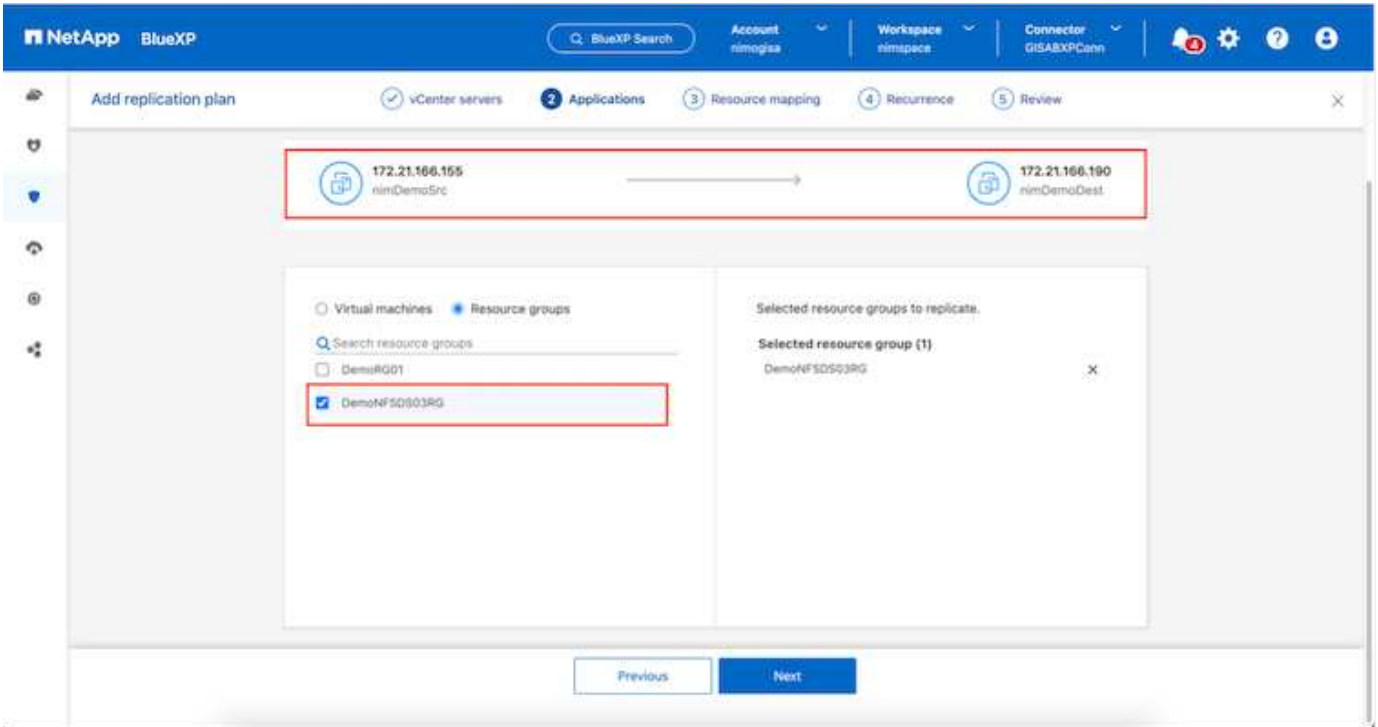 NetApp BlueXP
BlueXP Search
Account
nimogisa
Workspace
nimspace
Connector
GISABXPConn
4
Add replication plan
vCenter servers
2 Applications
3 Resource mapping
4 Recurrence
5 Review
172.21.166.155
nimDemoSrc
172.21.166.190
nimDemoDest
Virtual machines
Resource groups
Search resource groups
DemoRG01
DemoNFSDS03RG
Selected resource groups to replicate.
Selected resource group (1)
DemoNFSDS03RG
Previous
Next